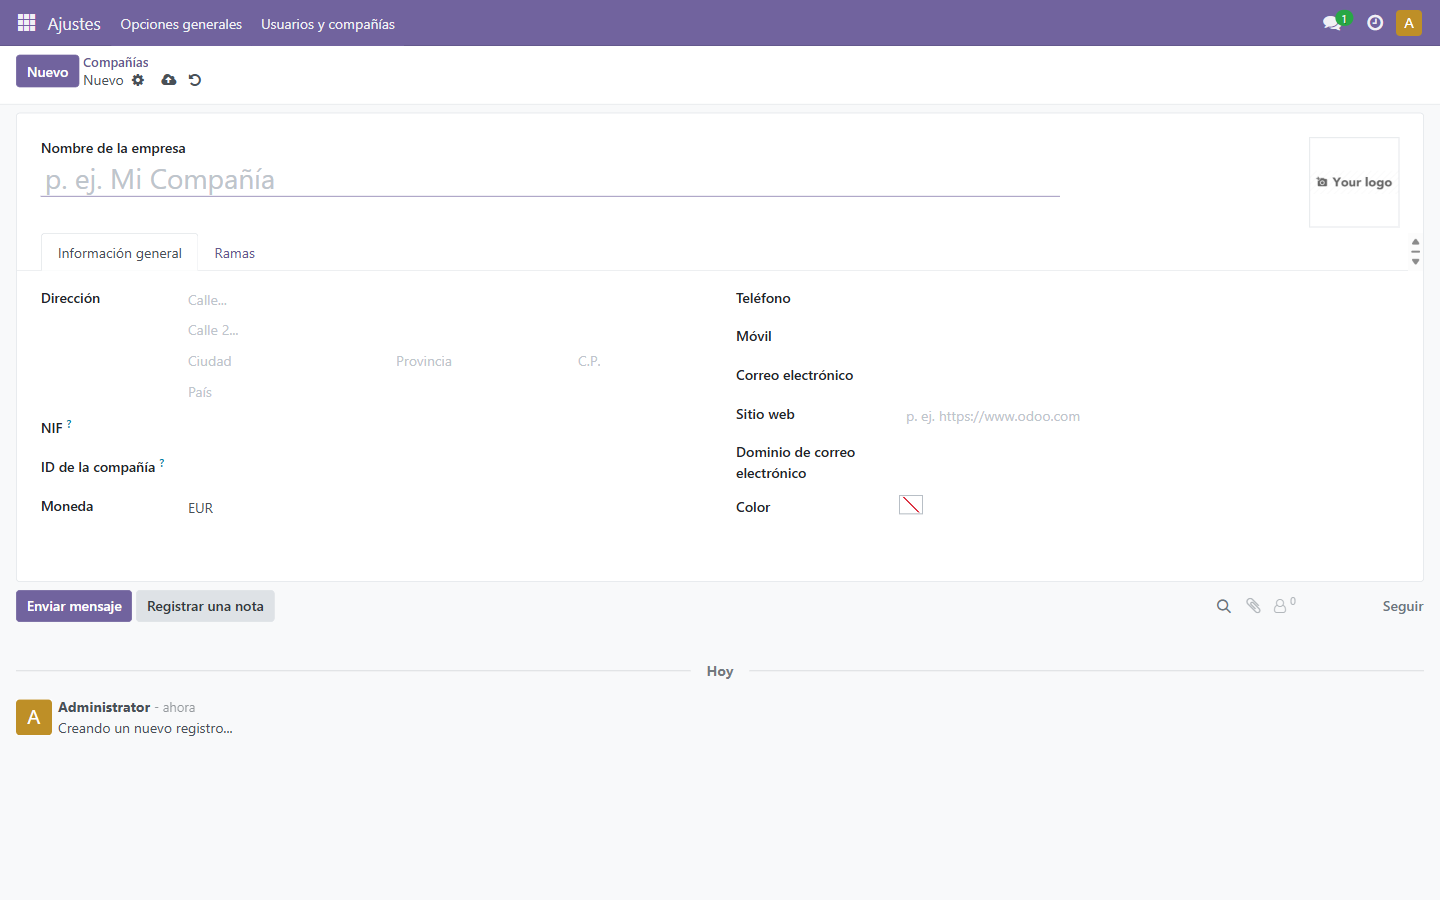 Ajustes Opciones generales Usuarios y compañías 1 A
Nuevo Compañías
Nuevo
Nombre de la empresa
p. ej. Mi Compañía
Your logo
Información general Ramas
Dirección Calle... Teléfono
Calle 2... Móvil
Ciudad Provincia C.P. Correo electrónico
País
Sitio web p. ej. https://www.odoo.com
NIF ?
Dominio de correo electrónico
ID de la compañía ?
Moneda EUR Color
Enviar mensaje Registrar una nota 0 Seguir
Hoy
A Administrator - ahora
Creando un nuevo registro...